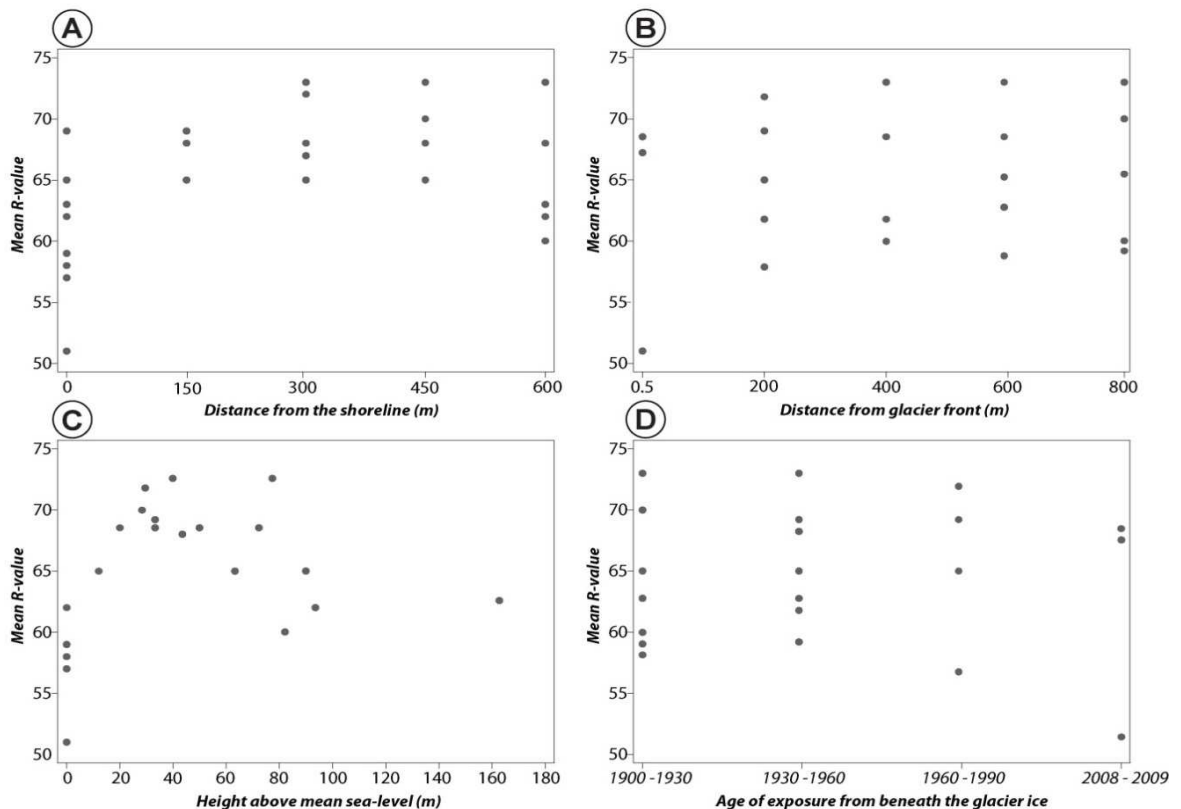 A
75
70
65
60
55
50
Mean R-value
0
150
300
450
600
Distance from the shoreline (m)
B
75
70
65
60
55
50
Mean R-value
0.5
200
400
600
800
Distance from glacier front (m)
C
75
70
65
60
55
50
Mean R-value
0
20
40
60
80
100
120
140
160
180
Height above mean sea-level (m)
D
75
70
65
60
55
50
Mean R-value
1900 - 1930
1930 - 1960
1960 - 1990
2008 - 2009
Age of exposure from beneath the glacier ice